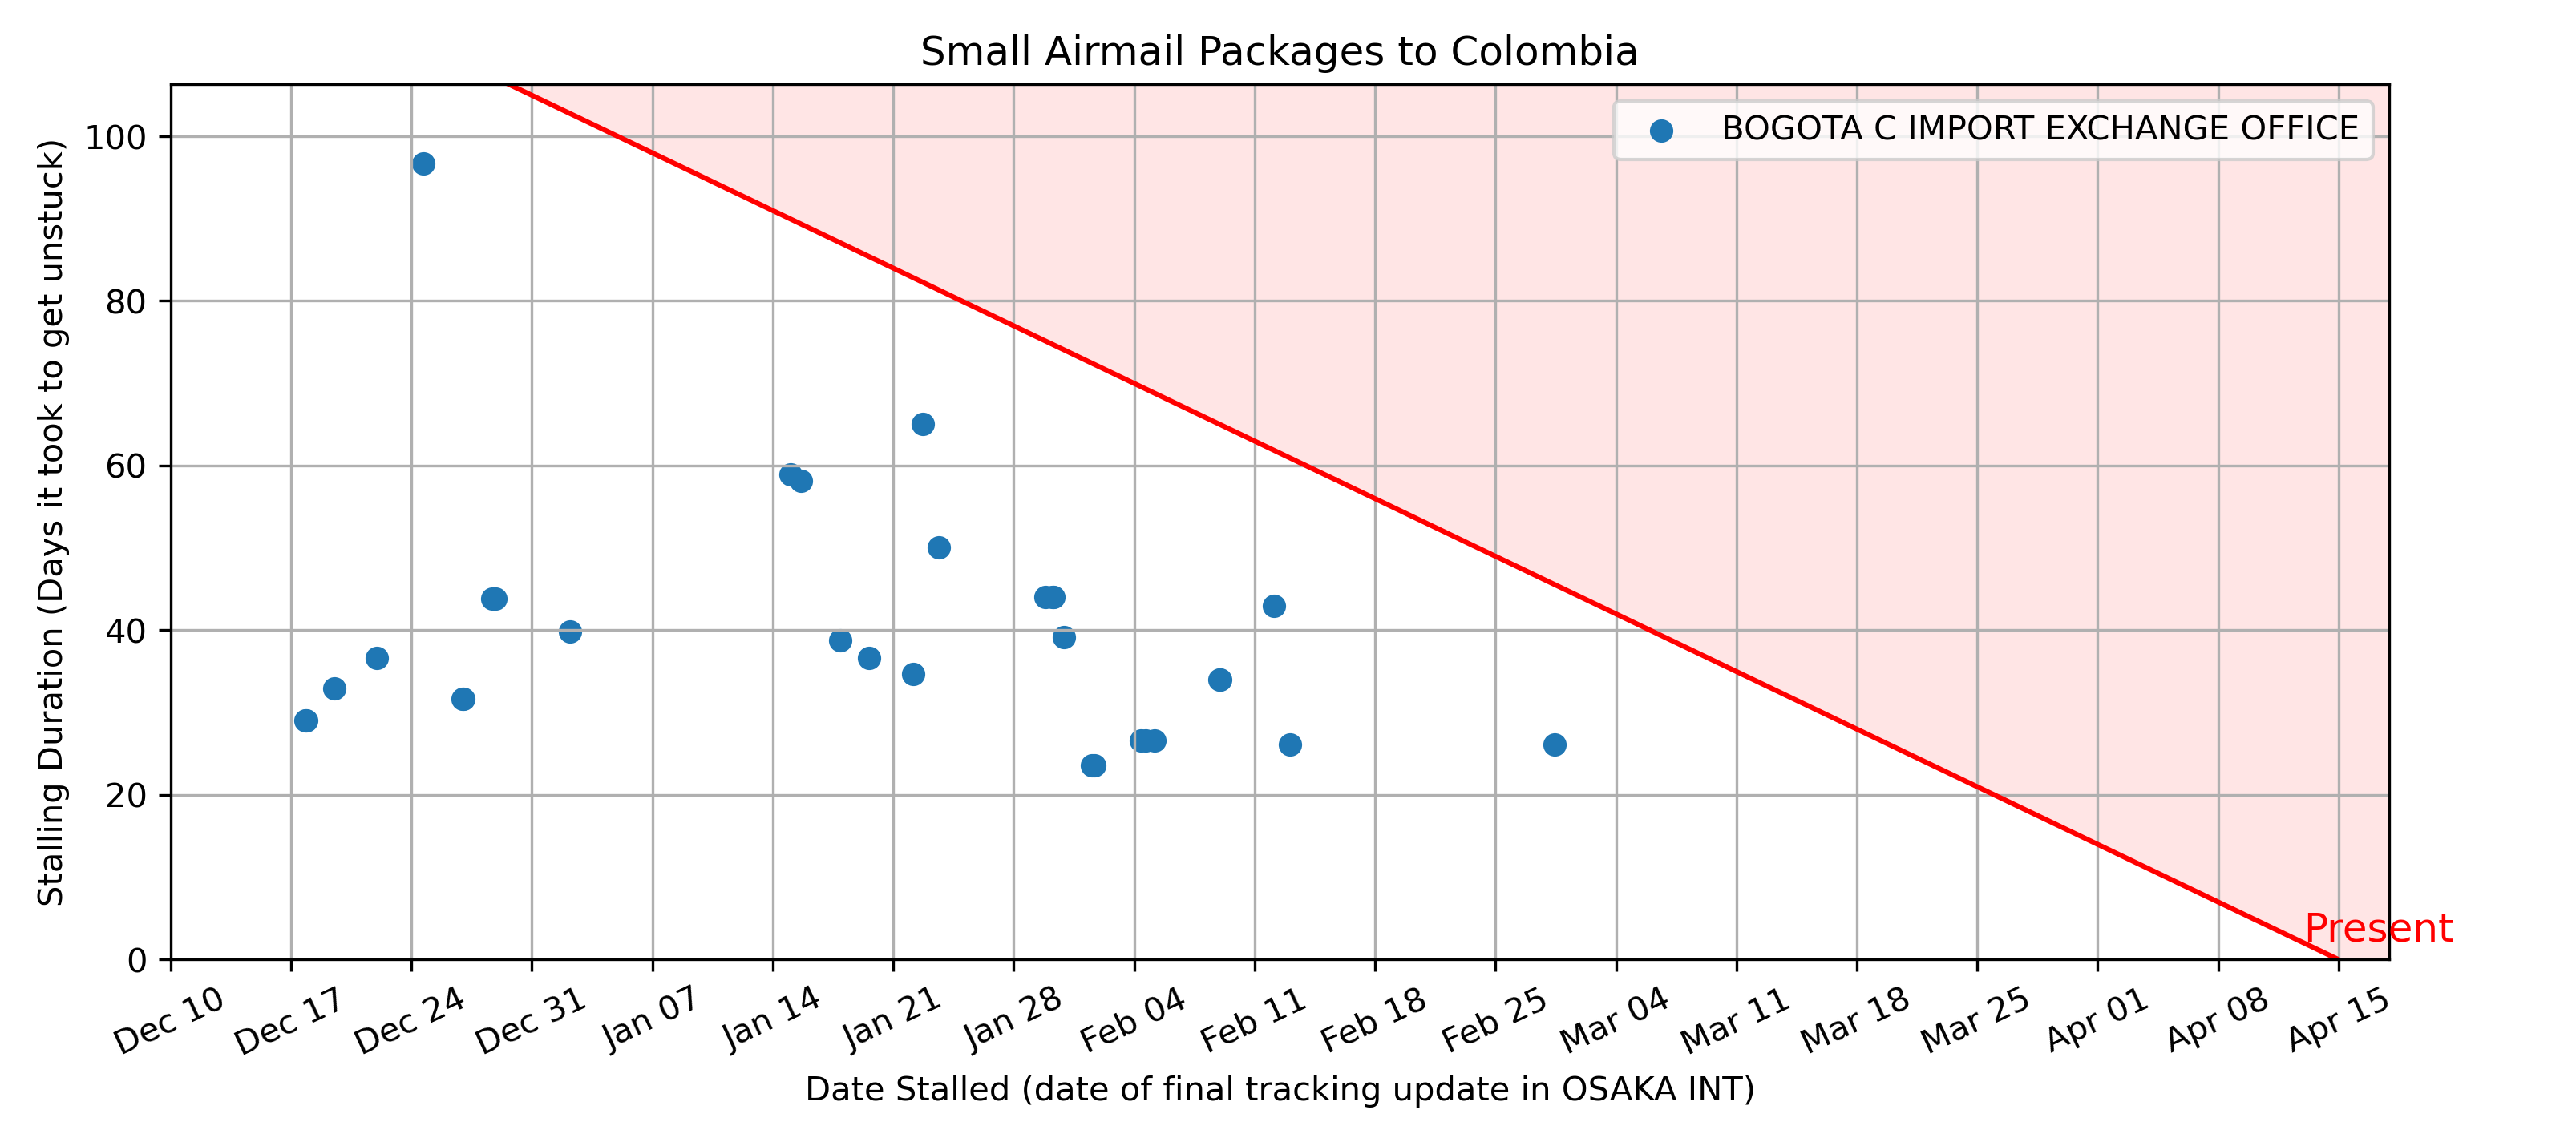 Small Airmail Packages to Colombia
BOGOTA C IMPORT EXCHANGE OFFICE
Stalling Duration (Days it took to get unstuck)
100
80
60
40
20
0
Present
Dec 10
Dec 17
Dec 24
Dec 31
Jan 07
Jan 14
Jan 21
Jan 28
Feb 04
Feb 11
Feb 18
Feb 25
Mar 04
Mar 11
Mar 18
Mar 25
Apr 01
Apr 08
Apr 15
Date Stalled (date of final tracking update in OSAKA INT)